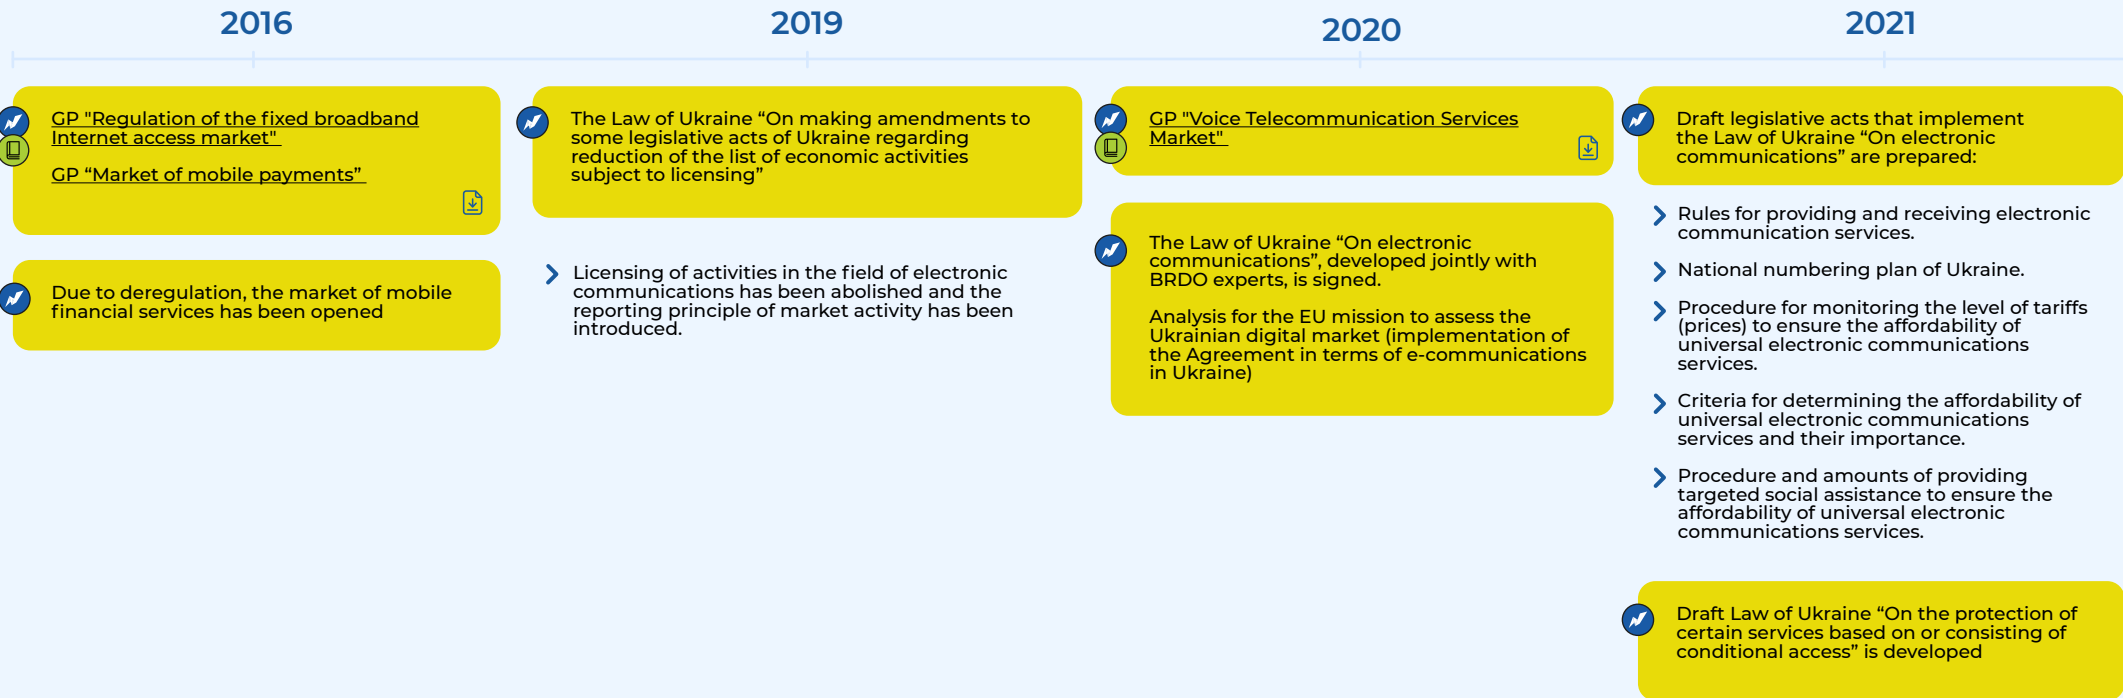 2016
GP "Regulation of the fixed broadband
Internet access market"
GP “Market of mobile payments”
Due to deregulation, the market of mobile
financial services has been opened
2019
The Law of Ukraine “On making amendments to
some legislative acts of Ukraine regarding
reduction of the list of economic activities
subject to licensing”
Licensing of activities in the field of electronic
communications has been abolished and the
reporting principle of market activity has been
introduced.
2020
GP "Voice Telecommunication Services
Market"
The Law of Ukraine “On electronic
communications”, developed jointly with
BRDO experts, is signed.
Analysis for the EU mission to assess the
Ukrainian digital market (implementation of
the Agreement in terms of e-communications
in Ukraine)
2021
Draft legislative acts that implement
the Law of Ukraine “On electronic
communications” are prepared:
Rules for providing and receiving electronic
communication services.
National numbering plan of Ukraine.
Procedure for monitoring the level of tariffs
(prices) to ensure the affordability of
universal electronic communications
services.
Criteria for determining the affordability of
universal electronic communications
services and their importance.
Procedure and amounts of providing
targeted social assistance to ensure the
affordability of universal electronic
communications services.
Draft Law of Ukraine “On the protection of
certain services based on or consisting of
conditional access” is developed